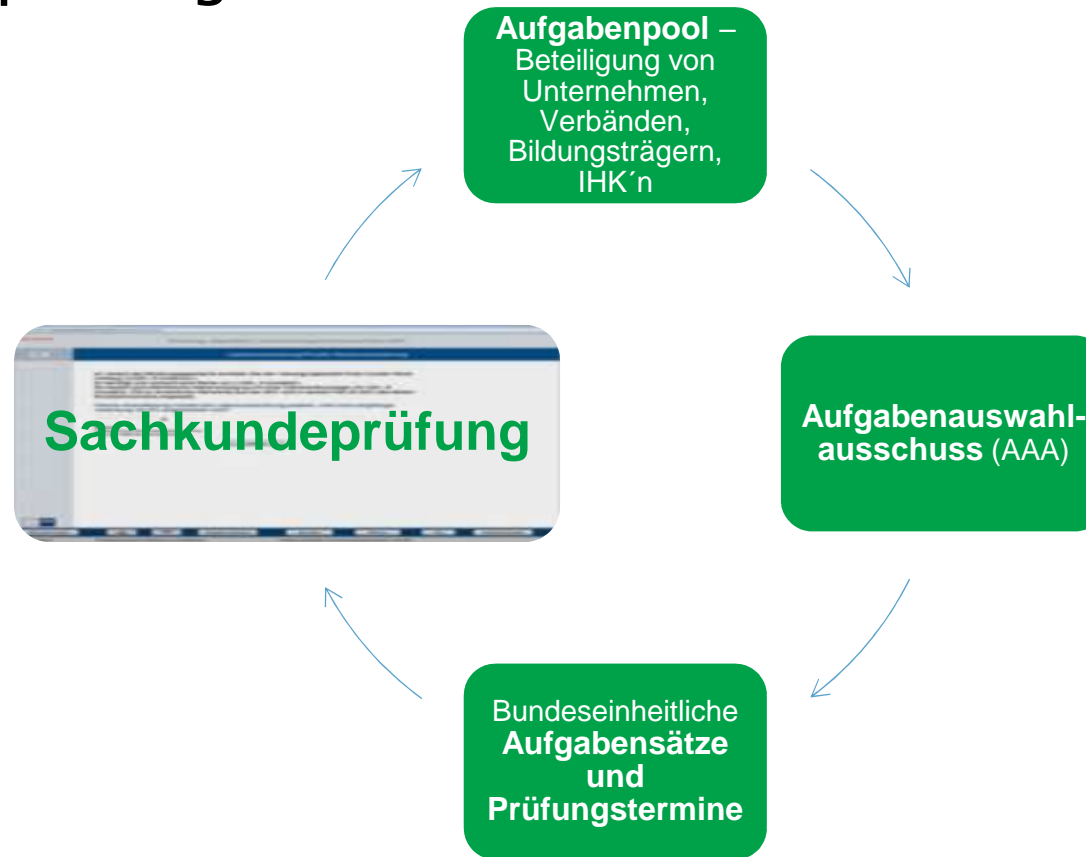 Aufgabenpool –
Beteiligung von
Unternehmen,
Verbänden,
Bildungsträgern,
IHK´n
Aufgabenauswahl-
ausschuss (AAA)
Bundeseinheitliche
Aufgabensätze
und
Prüfungstermine
Sachkundeprüfung